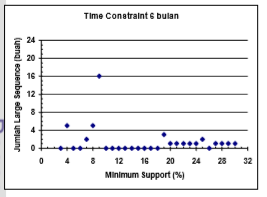 Time Constraint 6 bulan
Jumlah Large Sequence (buah)
24
20
16
12
8
4
0
0 4 8 12 16 20 24 28 32
Minimum Support (%)